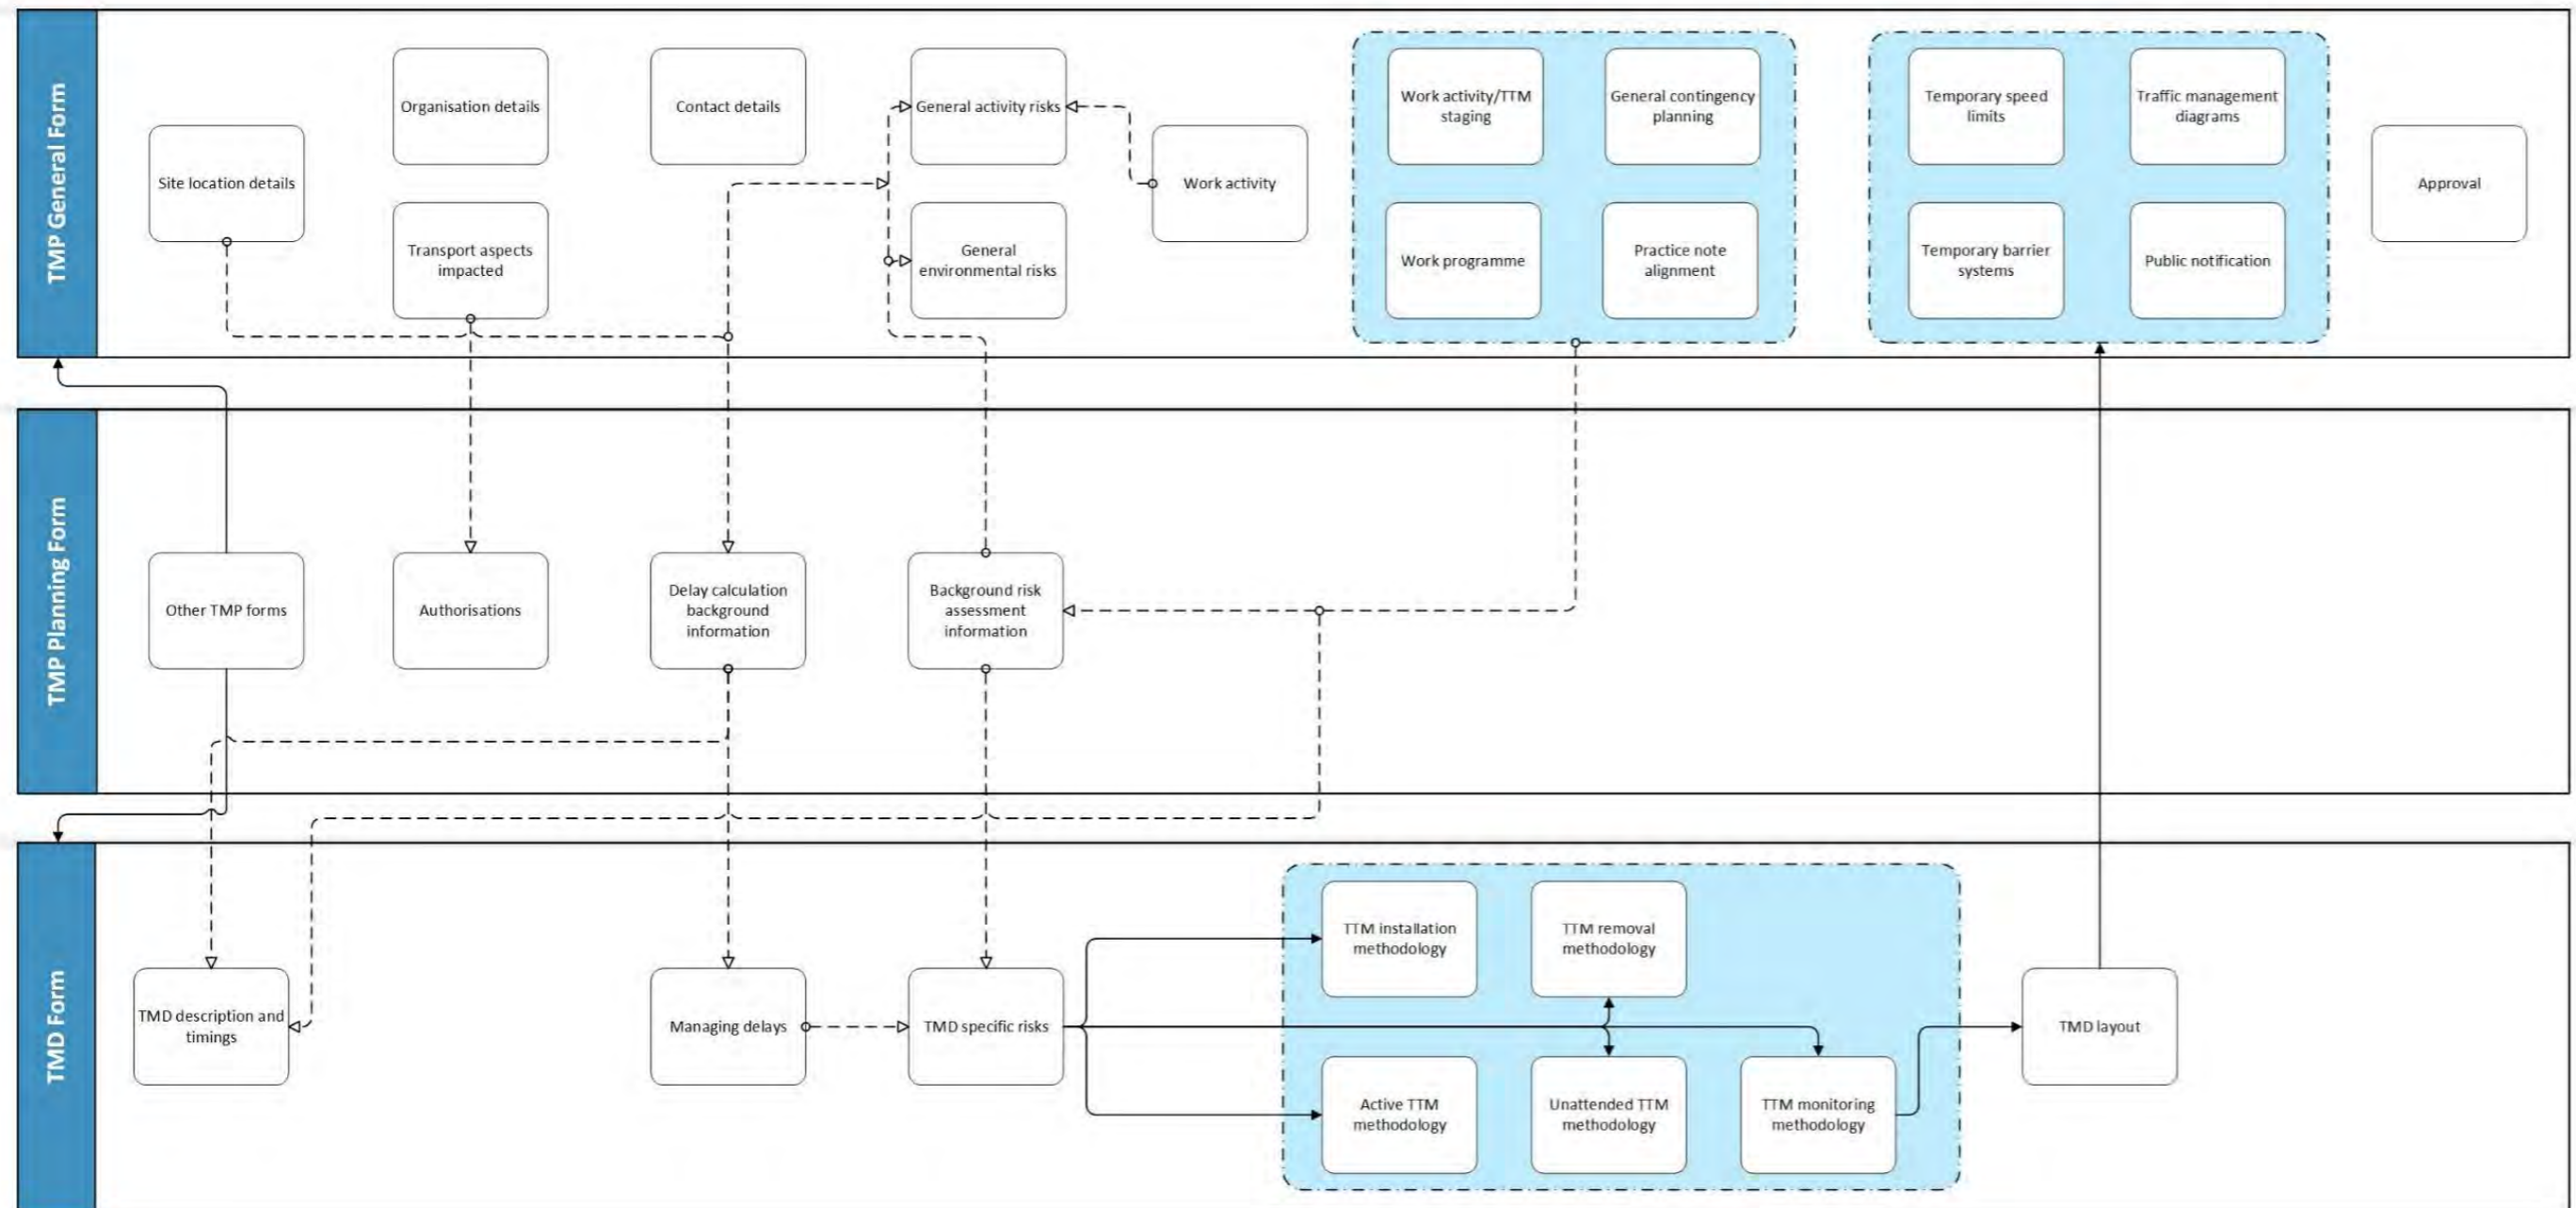 TMP General Form
Site location details
Organisation details
Transport aspects
impacted
Contact details
General activity risks
General
environmental risks
Work activity
Work activity/TTM
staging
General contingency
planning
Work programme
Practice note
alignment
Temporary speed
limits
Traffic management
diagrams
Temporary barrier
systems
Public notification
Approval
TMP Planning Form
Other TMP forms
Authorisations
Delay calculation
background
information
Background risk
assessment
information
TMD Form
TMD description and
timings
Managing delays
TMD specific risks
TTM installation
methodology
TTM removal
methodology
Active TTM
methodology
Unattended TTM
methodology
TTM monitoring
methodology
TMD layout